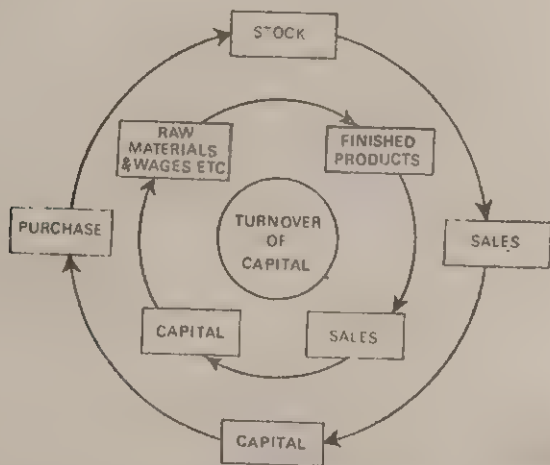 STOCK
RAW
MATERIALS
& WAGES ETC
FINISHED
PRODUCTS
PURCHASE
TURNOVER
OF
CAPITAL
SALES
CAPITAL
SALES
CAPITAL